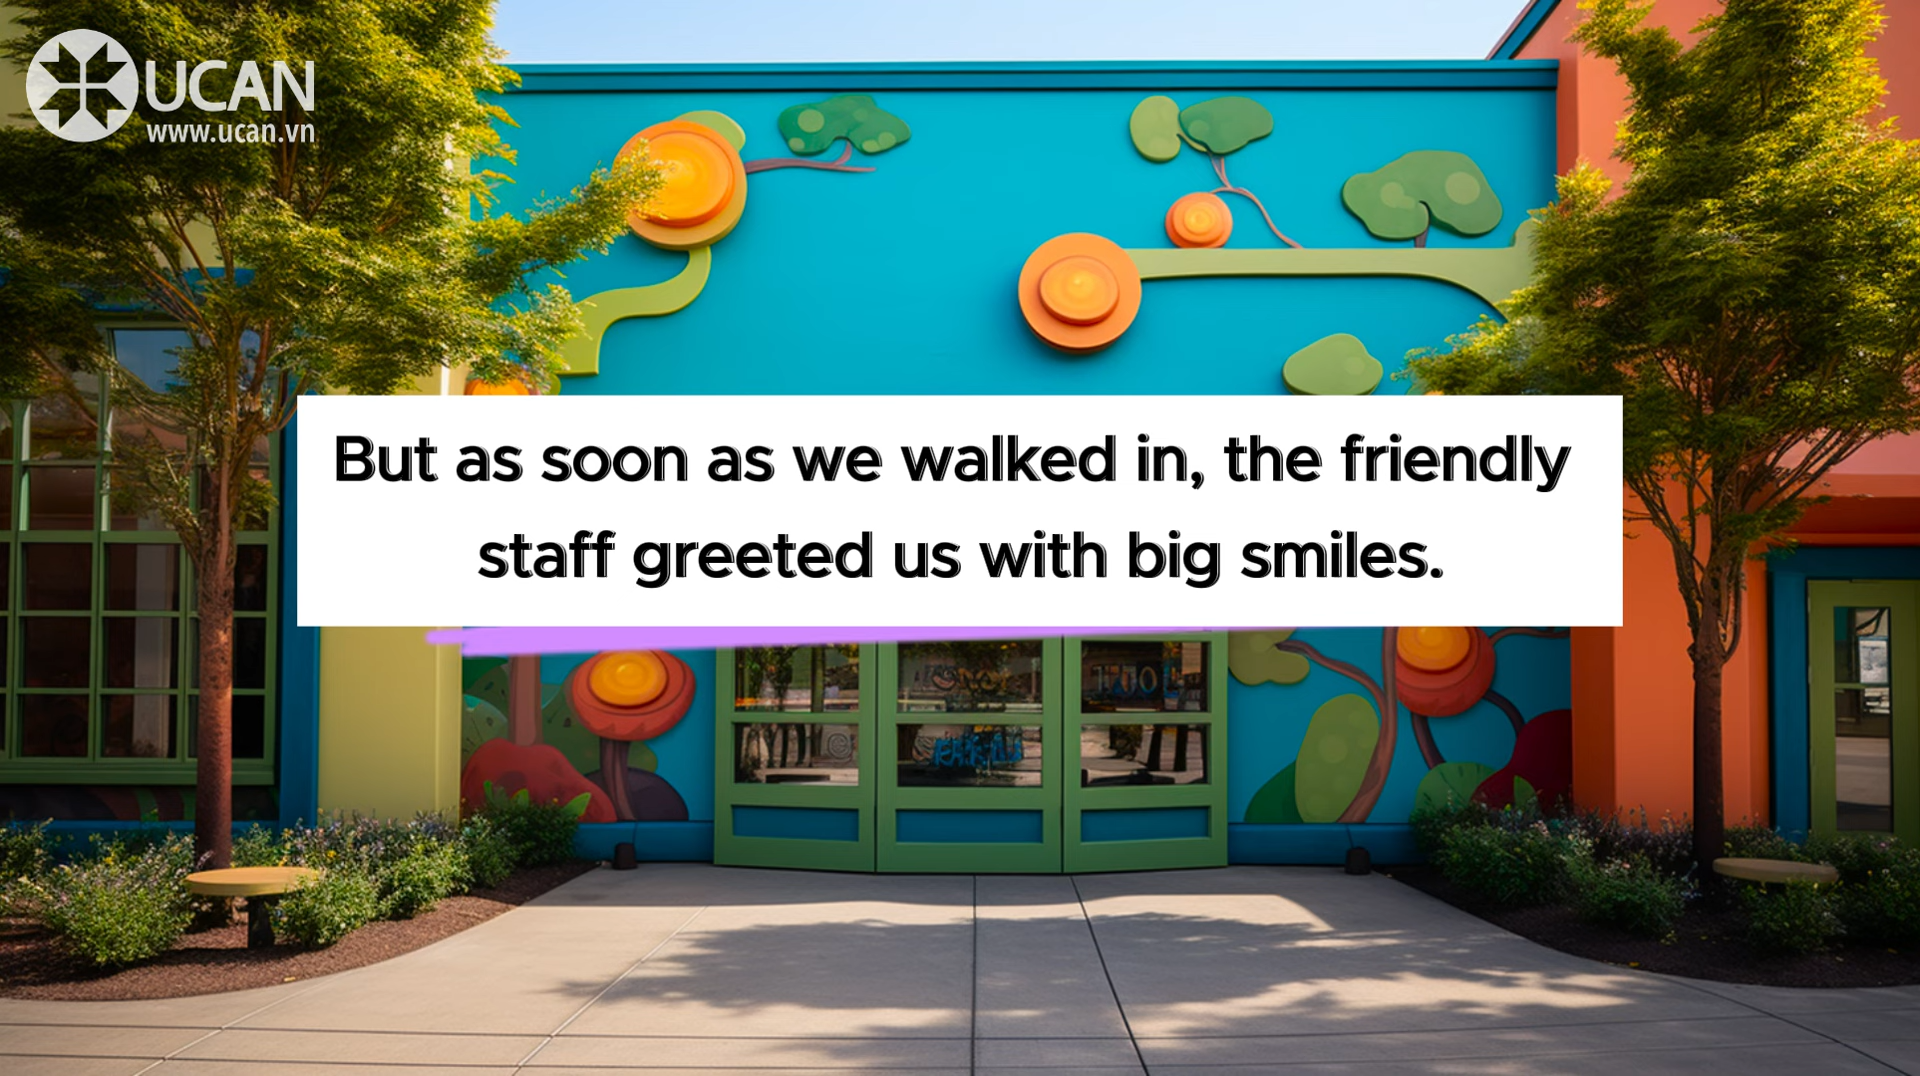 UCAN
www.ucan.vn
But as soon as we walked in, the friendly
staff greeted us with big smiles.